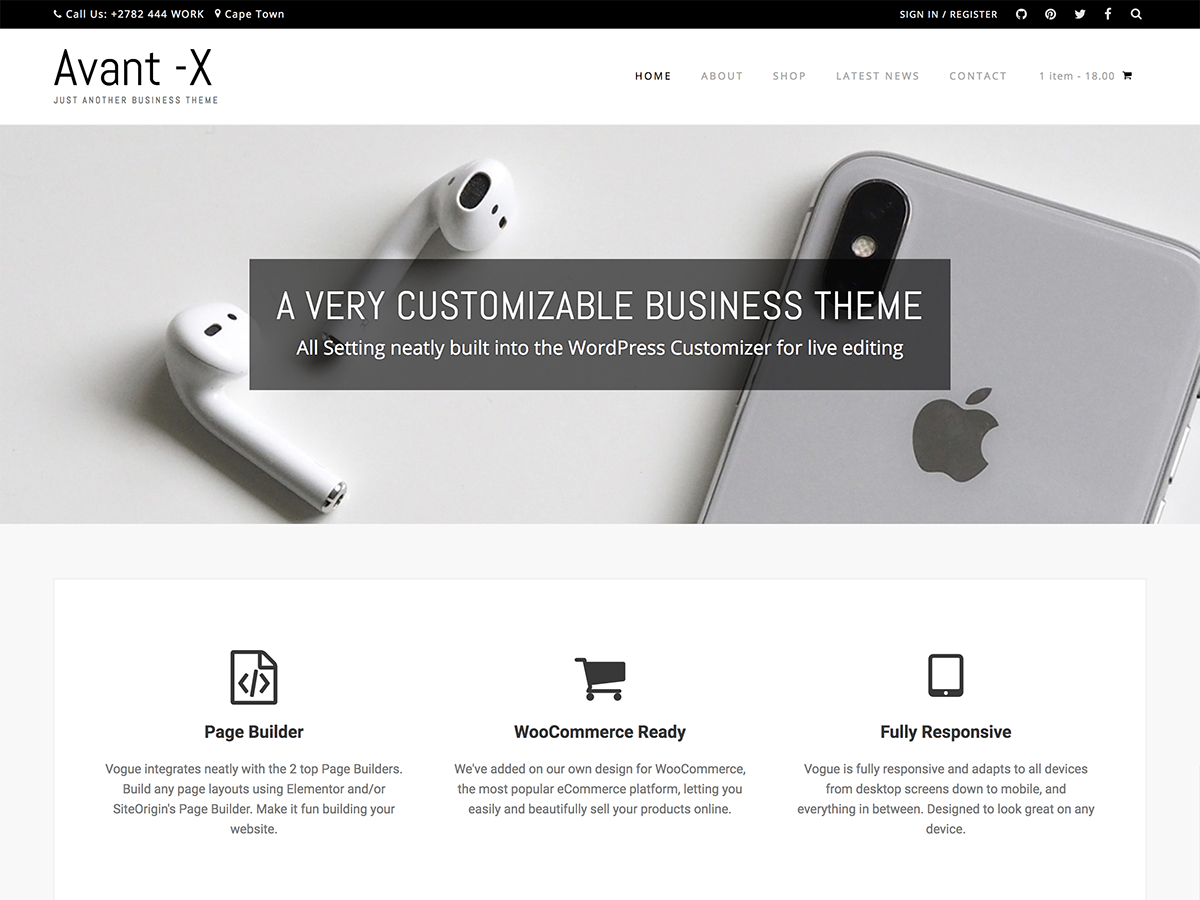 Call Us: +2782 444 WORK Cape Town
SIGN IN / REGISTER
Avant -X
JUST ANOTHER BUSINESS THEME
HOME ABOUT SHOP LATEST NEWS CONTACT 1 item - 18.00
A VERY CUSTOMIZABLE BUSINESS THEME
All Setting neatly built into the WordPress Customizer for live editing
Page Builder
Vogue integrates neatly with the 2 top Page Builders.
Build any page layouts using Elementor and/or
SiteOrigin's Page Builder. Make it fun building your
website.
WooCommerce Ready
We've added on our own design for WooCommerce,
the most popular eCommerce platform, letting you
easily and beautifully sell your products online.
Fully Responsive
Vogue is fully responsive and adapts to all devices
from desktop screens down to mobile, and
everything in between. Designed to look great on any
device.